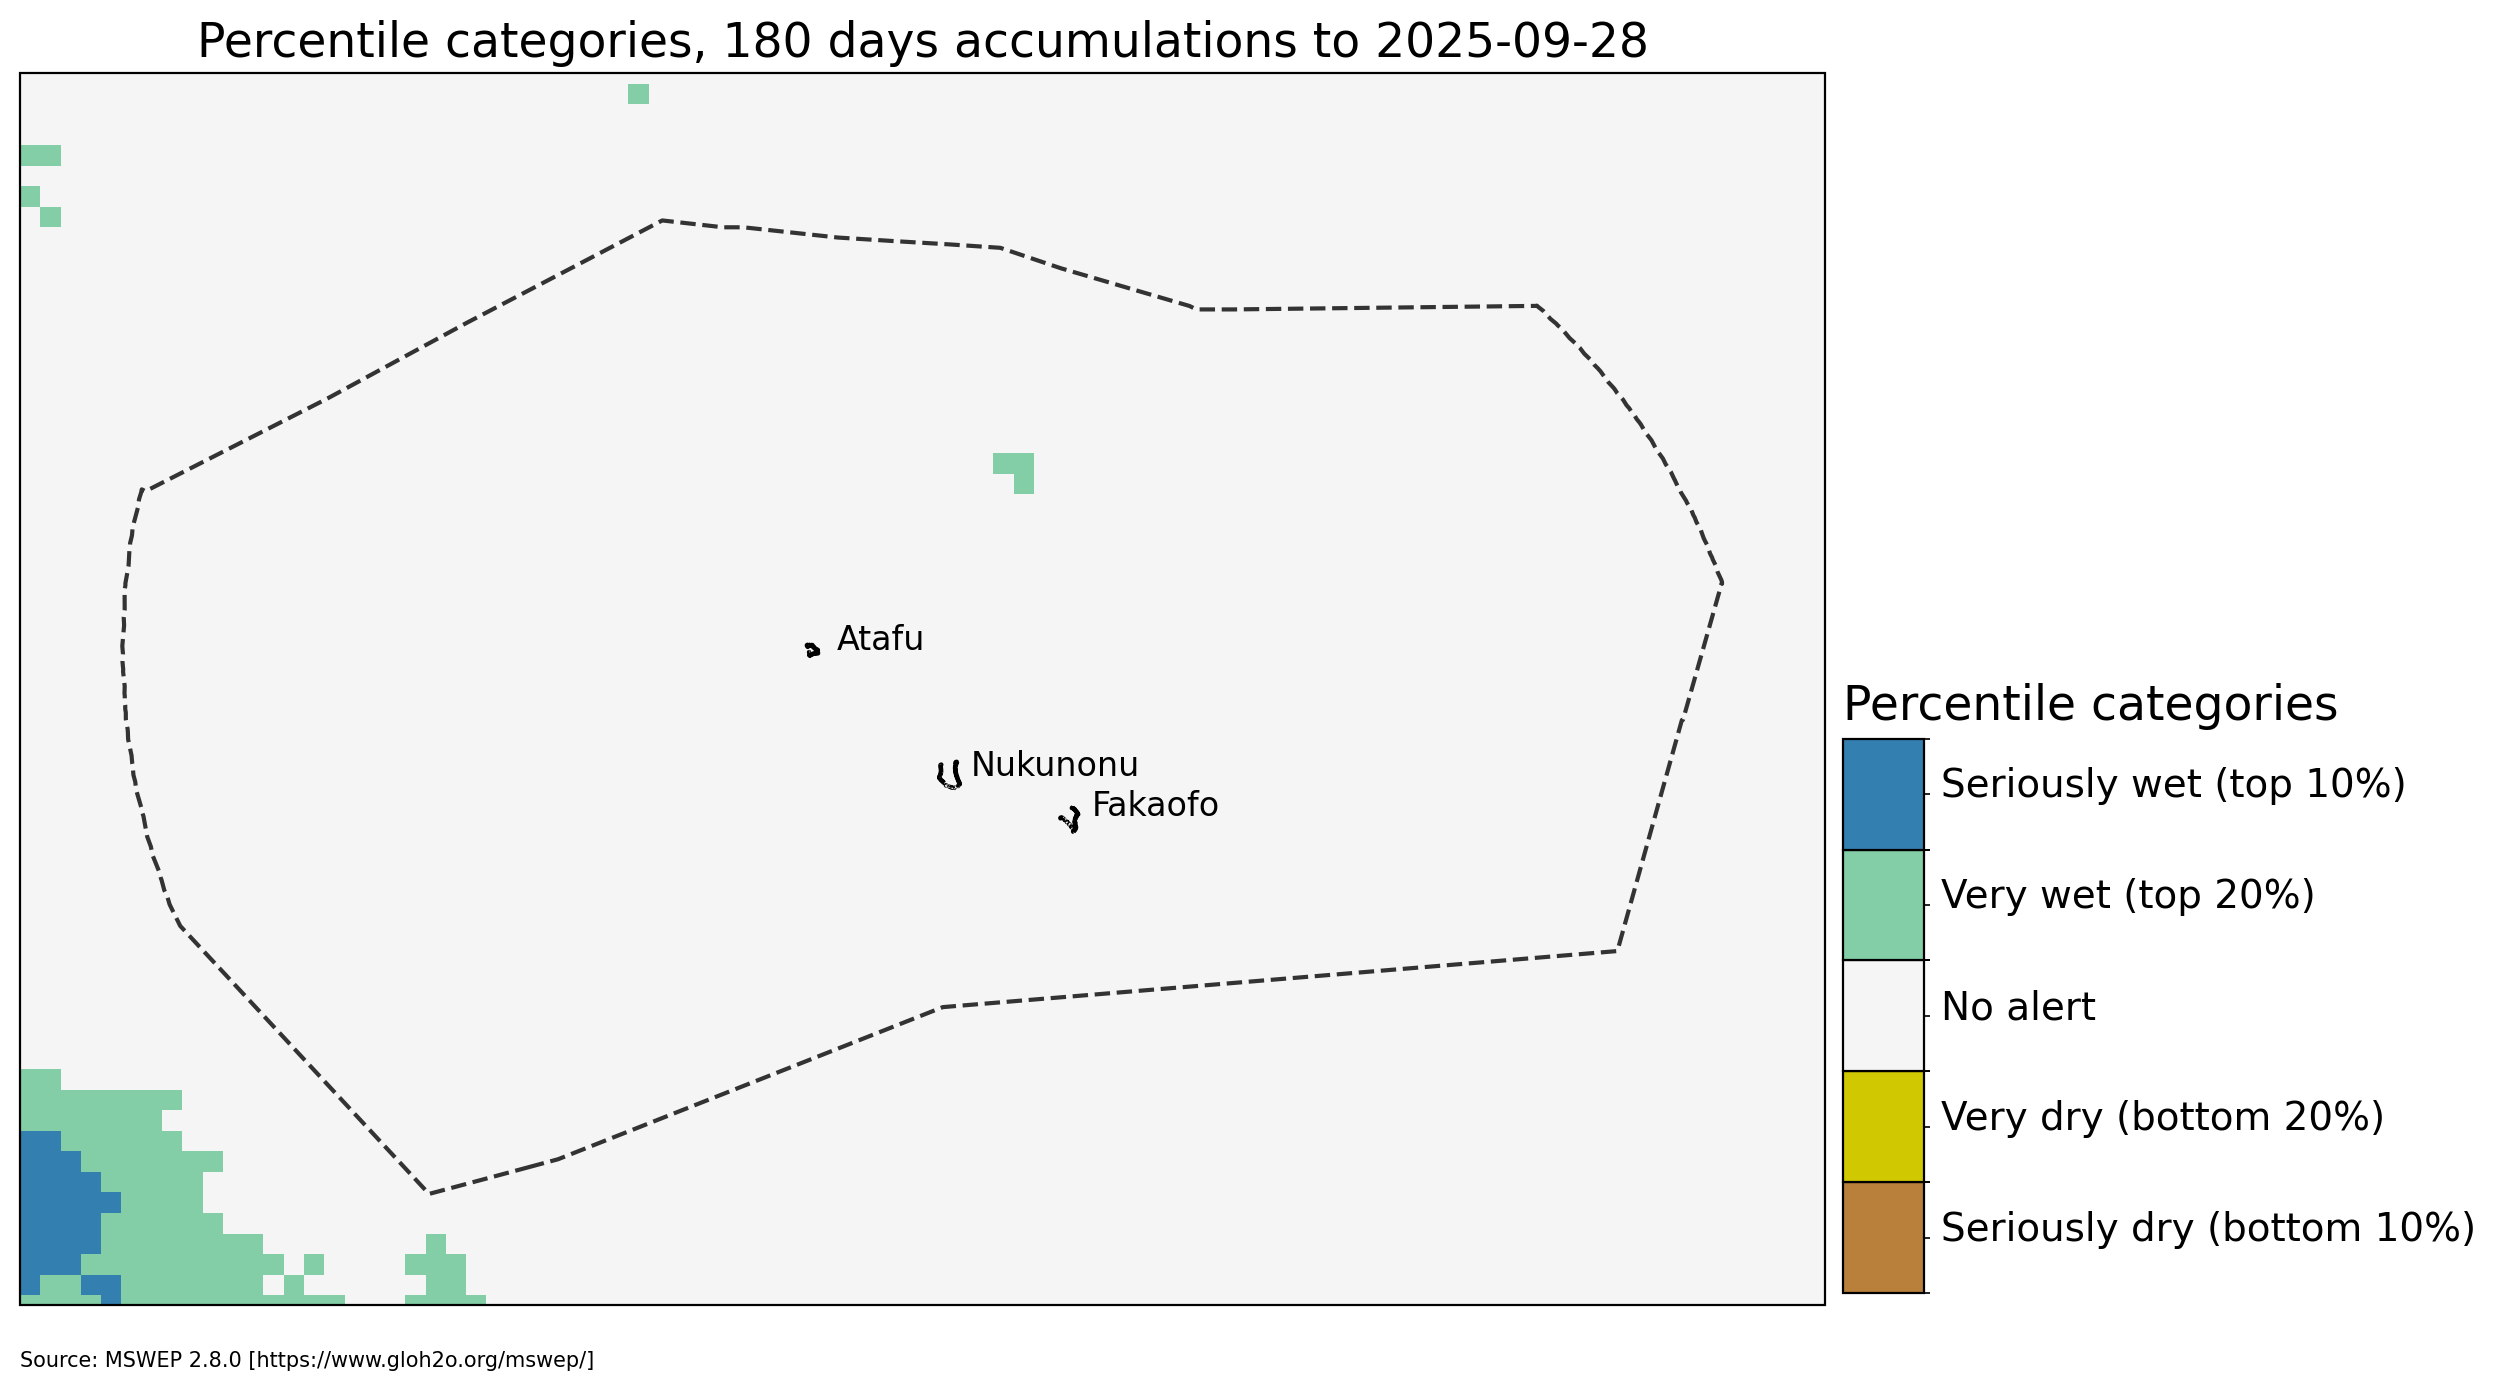 Percentile categories, 180 days accumulations to 2025-09-28
Atafu
Nukunonu
Fakaofo
Percentile categories
Seriously wet (top 10%)
Very wet (top 20%)
No alert
Very dry (bottom 20%)
Seriously dry (bottom 10%)
Source: MSWEP 2.8.0 [https://www.gloh2o.org/mswep/]